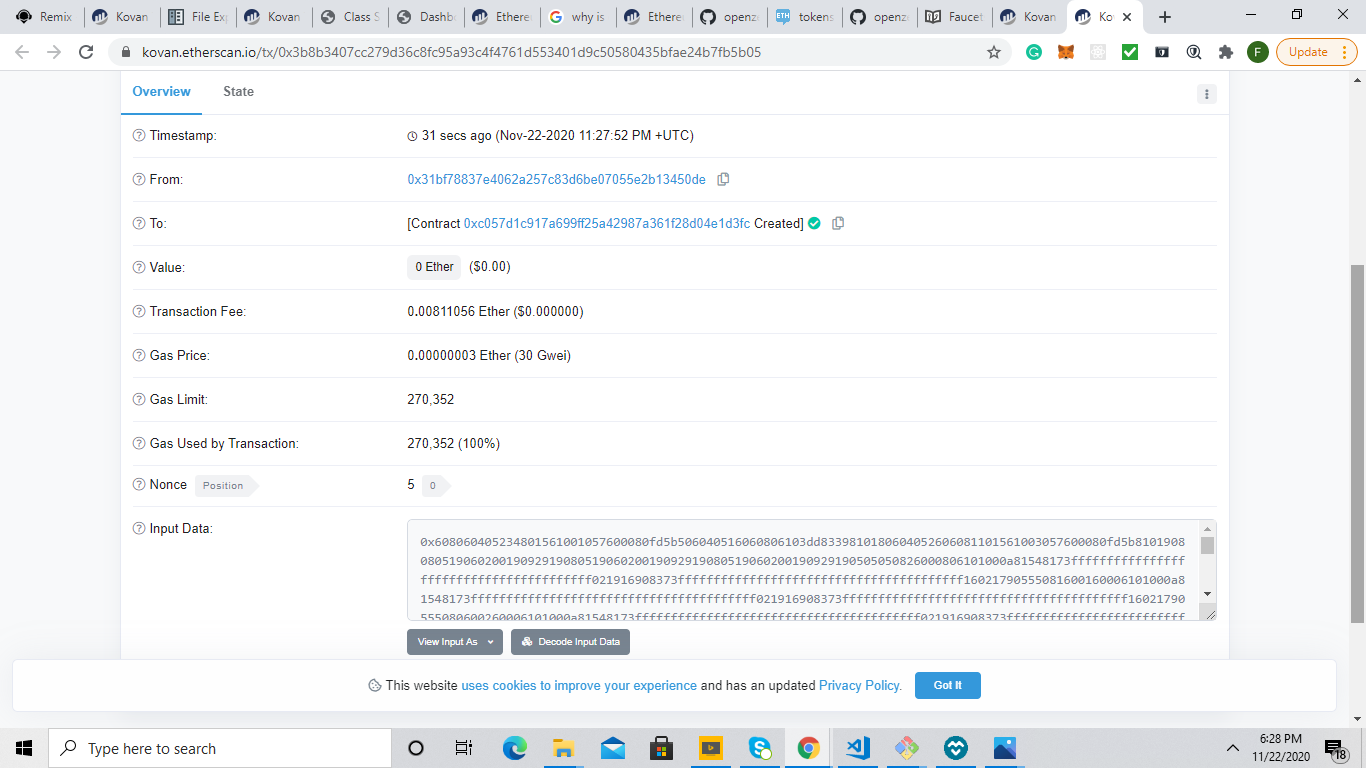 Remix
Kovan
File Exp
Kovan
Class S
Dashb
Ethere
why is
Ethere
openz
tokens
openz
Faucet
Kovan
Ko
kovan.etherscan.io/tx/0x3b8b3407cc279d36c8fc95a93c4f4761d553401d9c50580435bfae24b7fb5b05
F
Update
Overview
State
Timestamp:
31 secs ago (Nov-22-2020 11:27:52 PM +UTC)
From:
0x31bf78837e4062a257c83d6be07055e2b13450de
To:
[Contract 0xc057d1c917a699ff25a42987a361f28d04e1d3fc Created]
Value:
0 Ether ($0.00)
Transaction Fee:
0.00811056 Ether ($0.000000)
Gas Price:
0.00000003 Ether (30 Gwei)
Gas Limit:
270,352
Gas Used by Transaction:
270,352 (100%)
Nonce Position
5 0
Input Data:
View Input As
Decode Input Data
This website uses cookies to improve your experience and has an updated Privacy Policy.
Got It
Type here to search
6:28 PM
11/22/2020
18